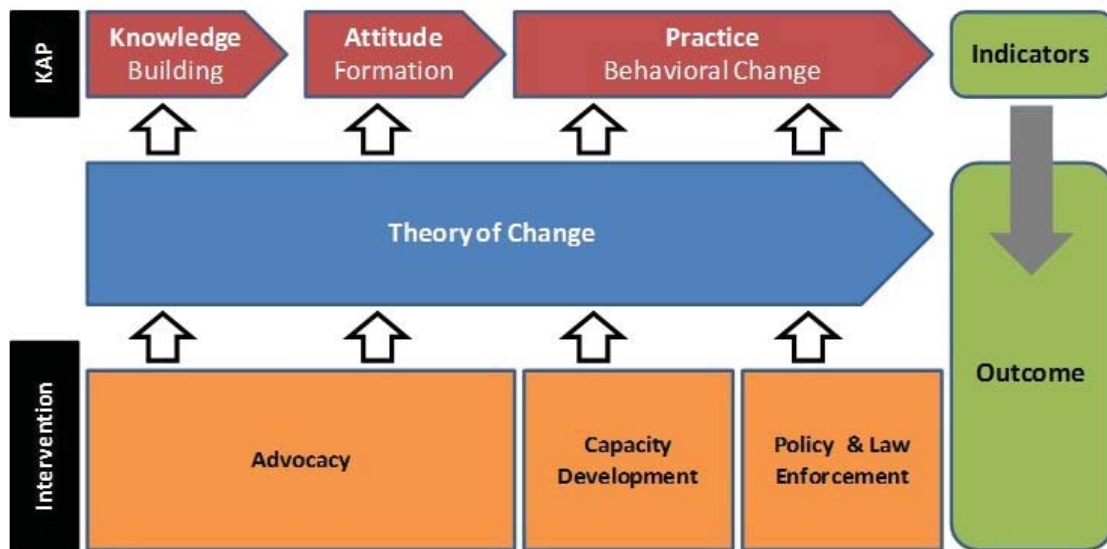 KAP
Knowledge
Building
Attitude
Formation
Practice
Behavioral Change
Indicators
Theory of Change
Intervention
Advocacy
Capacity
Development
Policy & Law
Enforcement
Outcome